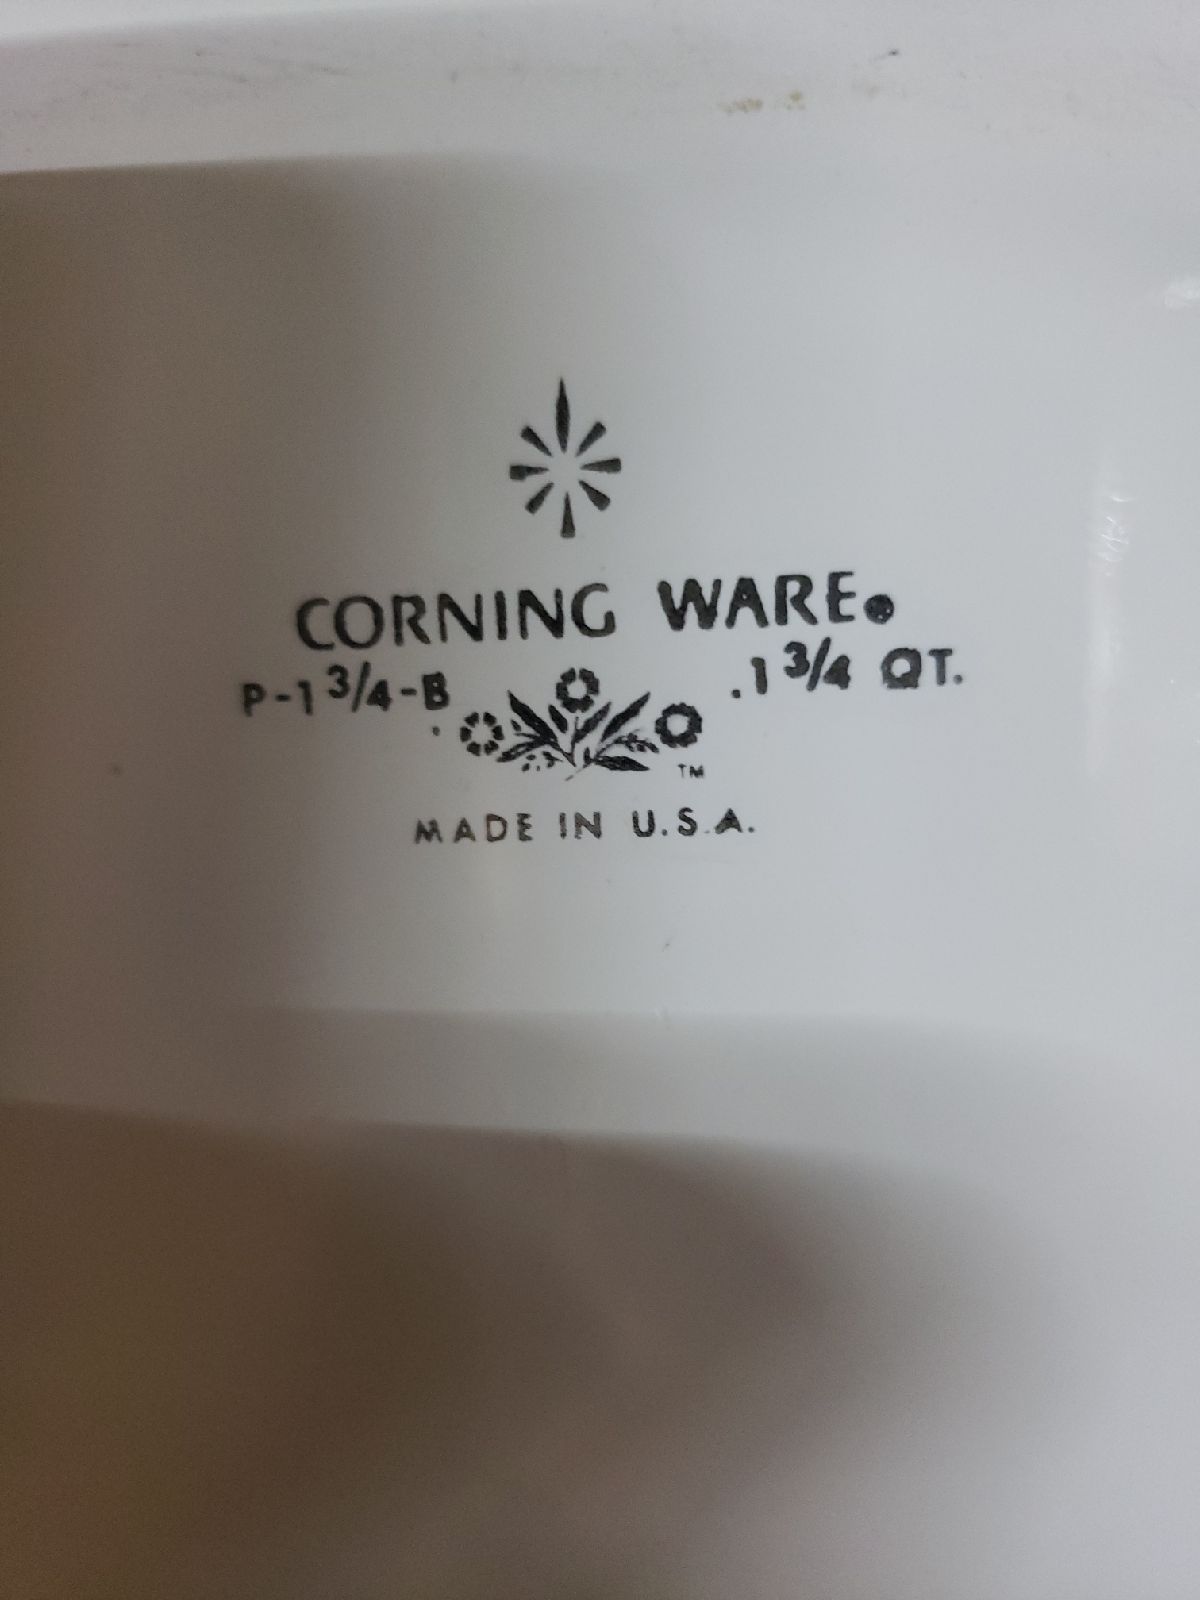 CORNING WARE®
P-1 3/4-B .1 3/4 QT.
TM
MADE IN U.S.A.